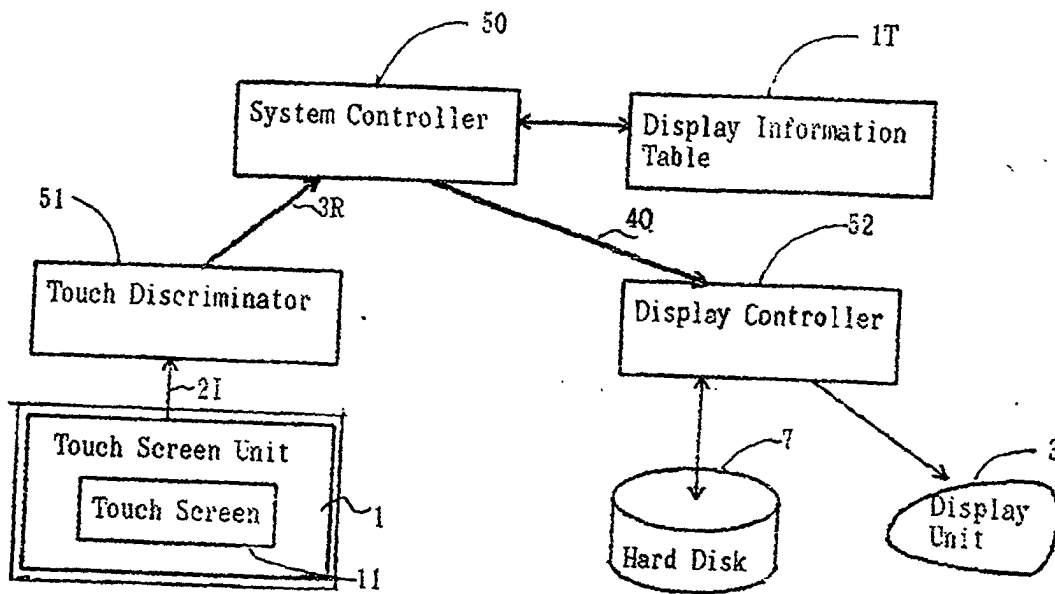 50
1T
System Controller
Display Information
Table
51
3R
4Q
52
Touch Discriminator
Display Controller
2I
Touch Screen Unit
7
3
Touch Screen
1
Display
Unit
Hard Disk
11